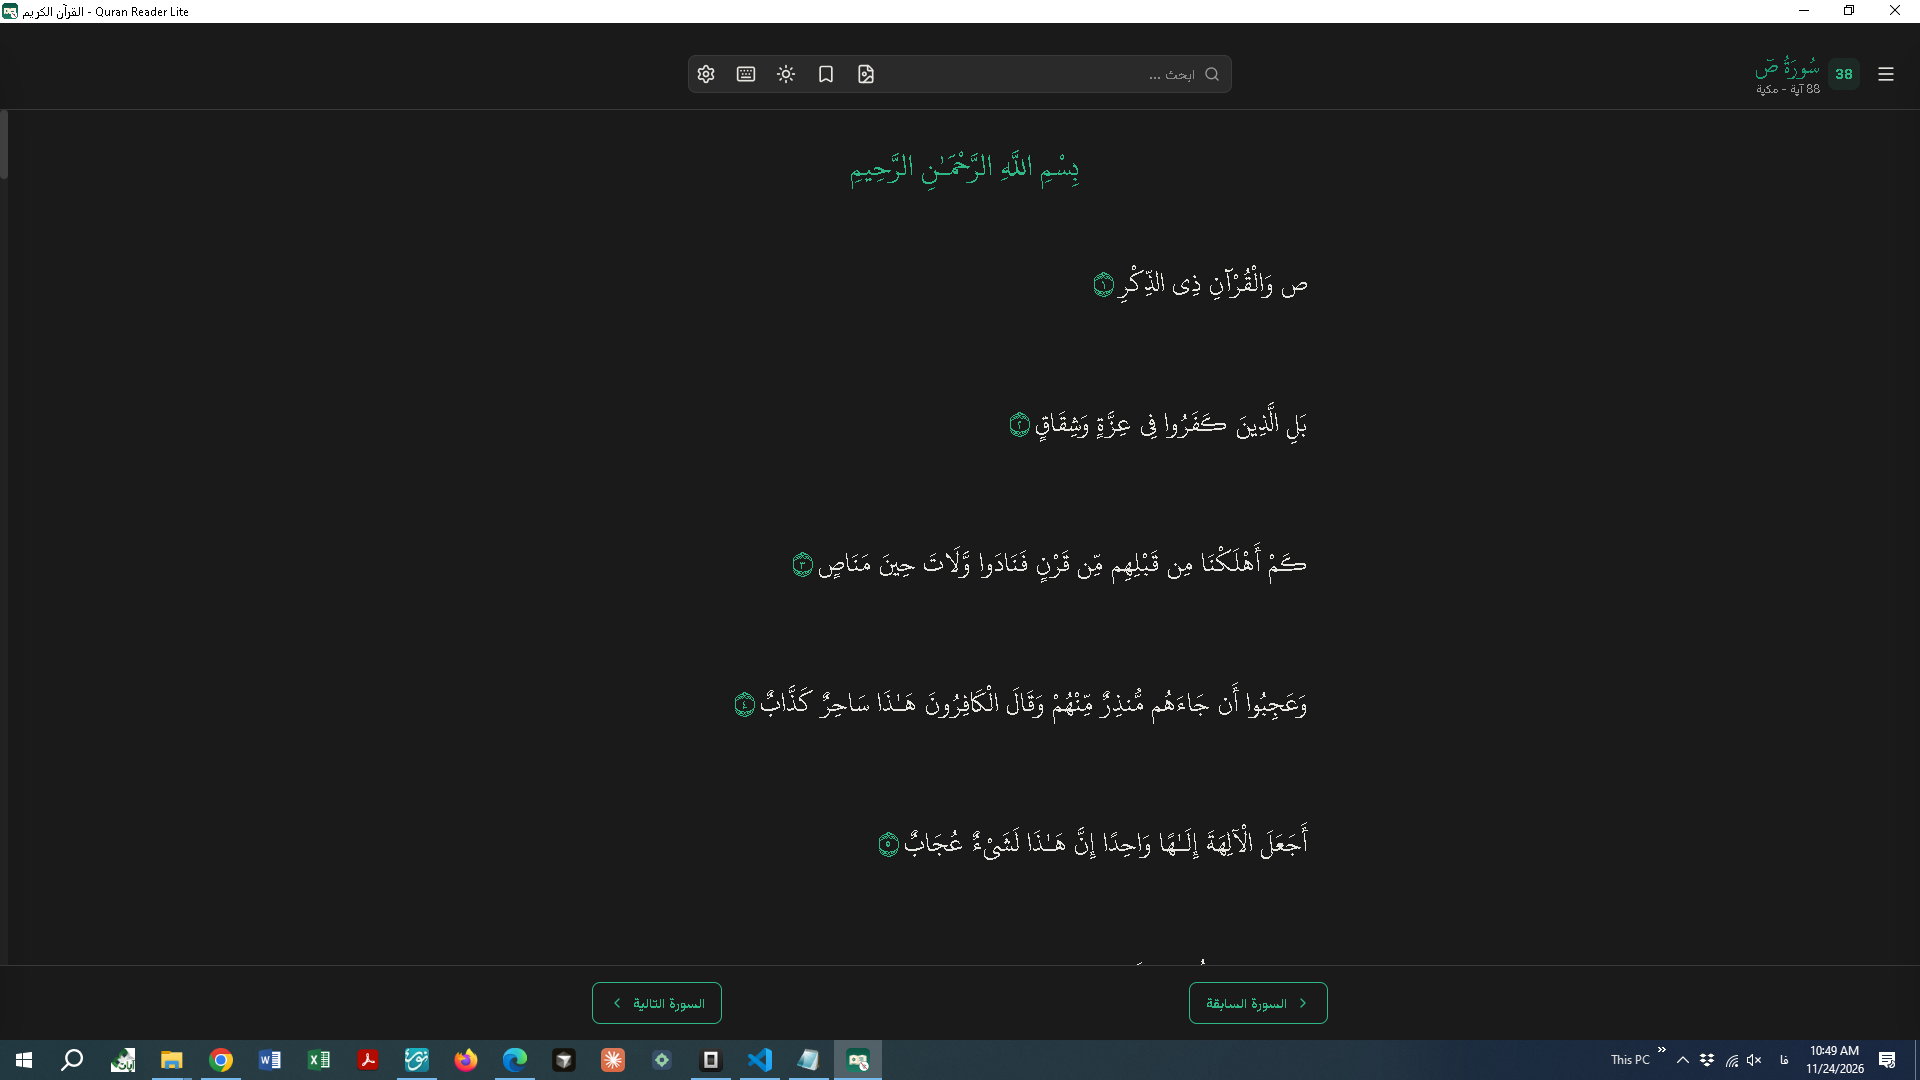 القرآن الكريم - Quran Reader Lite
سُورَةُ صٓ
38
88 آية - مكية
ابحث ...
بِسْمِ اللَّهِ الرَّحْمَـٰنِ الرَّحِيمِ
ص وَالْقُرْآنِ ذِى الذِّكْرِ ١
بَلِ الَّذِينَ كَفَرُوا فِى عِزَّةٍ وَشِقَاقٍ ٢
كَمْ أَهْلَكْنَا مِن قَبْلِهِم مِّن قَرْنٍ فَنَادَوا وَّلَاتَ حِينَ مَنَاصٍ ٣
وَعَجِبُوا أَن جَاءَهُم مُّنذِرٌ مِّنْهُمْ وَقَالَ الْكَافِرُونَ هَـٰذَا سَاحِرٌ كَذَّابٌ ٤
أَجَعَلَ الْآلِهَةَ إِلَـٰهًا وَاحِدًا إِنَّ هَـٰذَا لَشَىْءٌ عُجَابٌ ٥
السورة السابقة
السورة التالية
This PC
فا
10:49 AM
11/24/2026